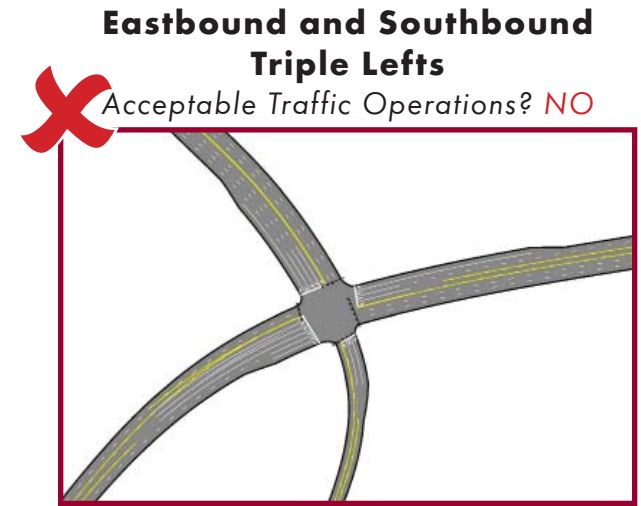 Eastbound and Southbound
Triple Lefts
Acceptable Traffic Operations? NO